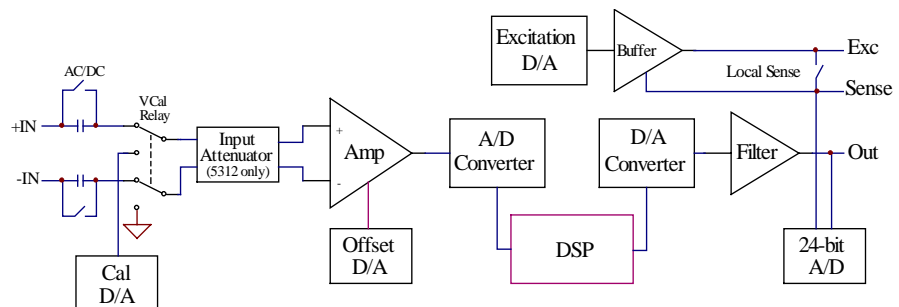 Excitation
D/A
Buffer
Exc
Local Sense
Sense
AC/DC
VCal
Relay
+IN
-IN
Input
Attenuator
(5312 only)
+
-
Amp
A/D
Converter
D/A
Converter
Filter
Out
Offset
D/A
DSP
24-bit
A/D
Cal
D/A